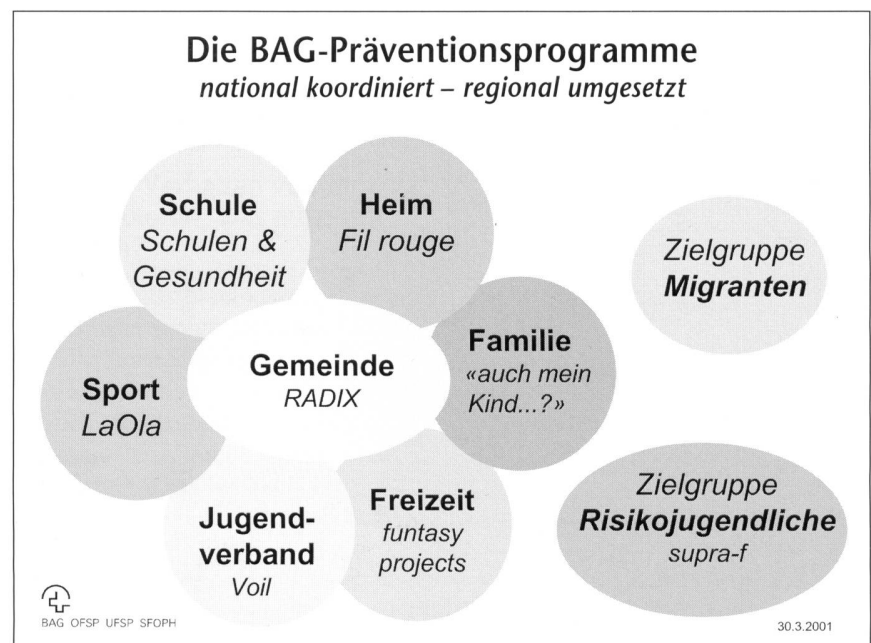 Die BAG-Präventionsprogramme
national koordiniert – regional umgesetzt
Schule
Schulen &
Gesundheit
Heim
Fil rouge
Zielgruppe
Migranten
Familie
«auch mein
Kind...?»
Gemeinde
RADIX
Sport
LaOla
Jugend-
verband
Voil
Freizeit
funtasy
projects
Zielgruppe
Risikojugendliche
supra-f
BAG OFSP UFSP SFOPH
30.3.2001